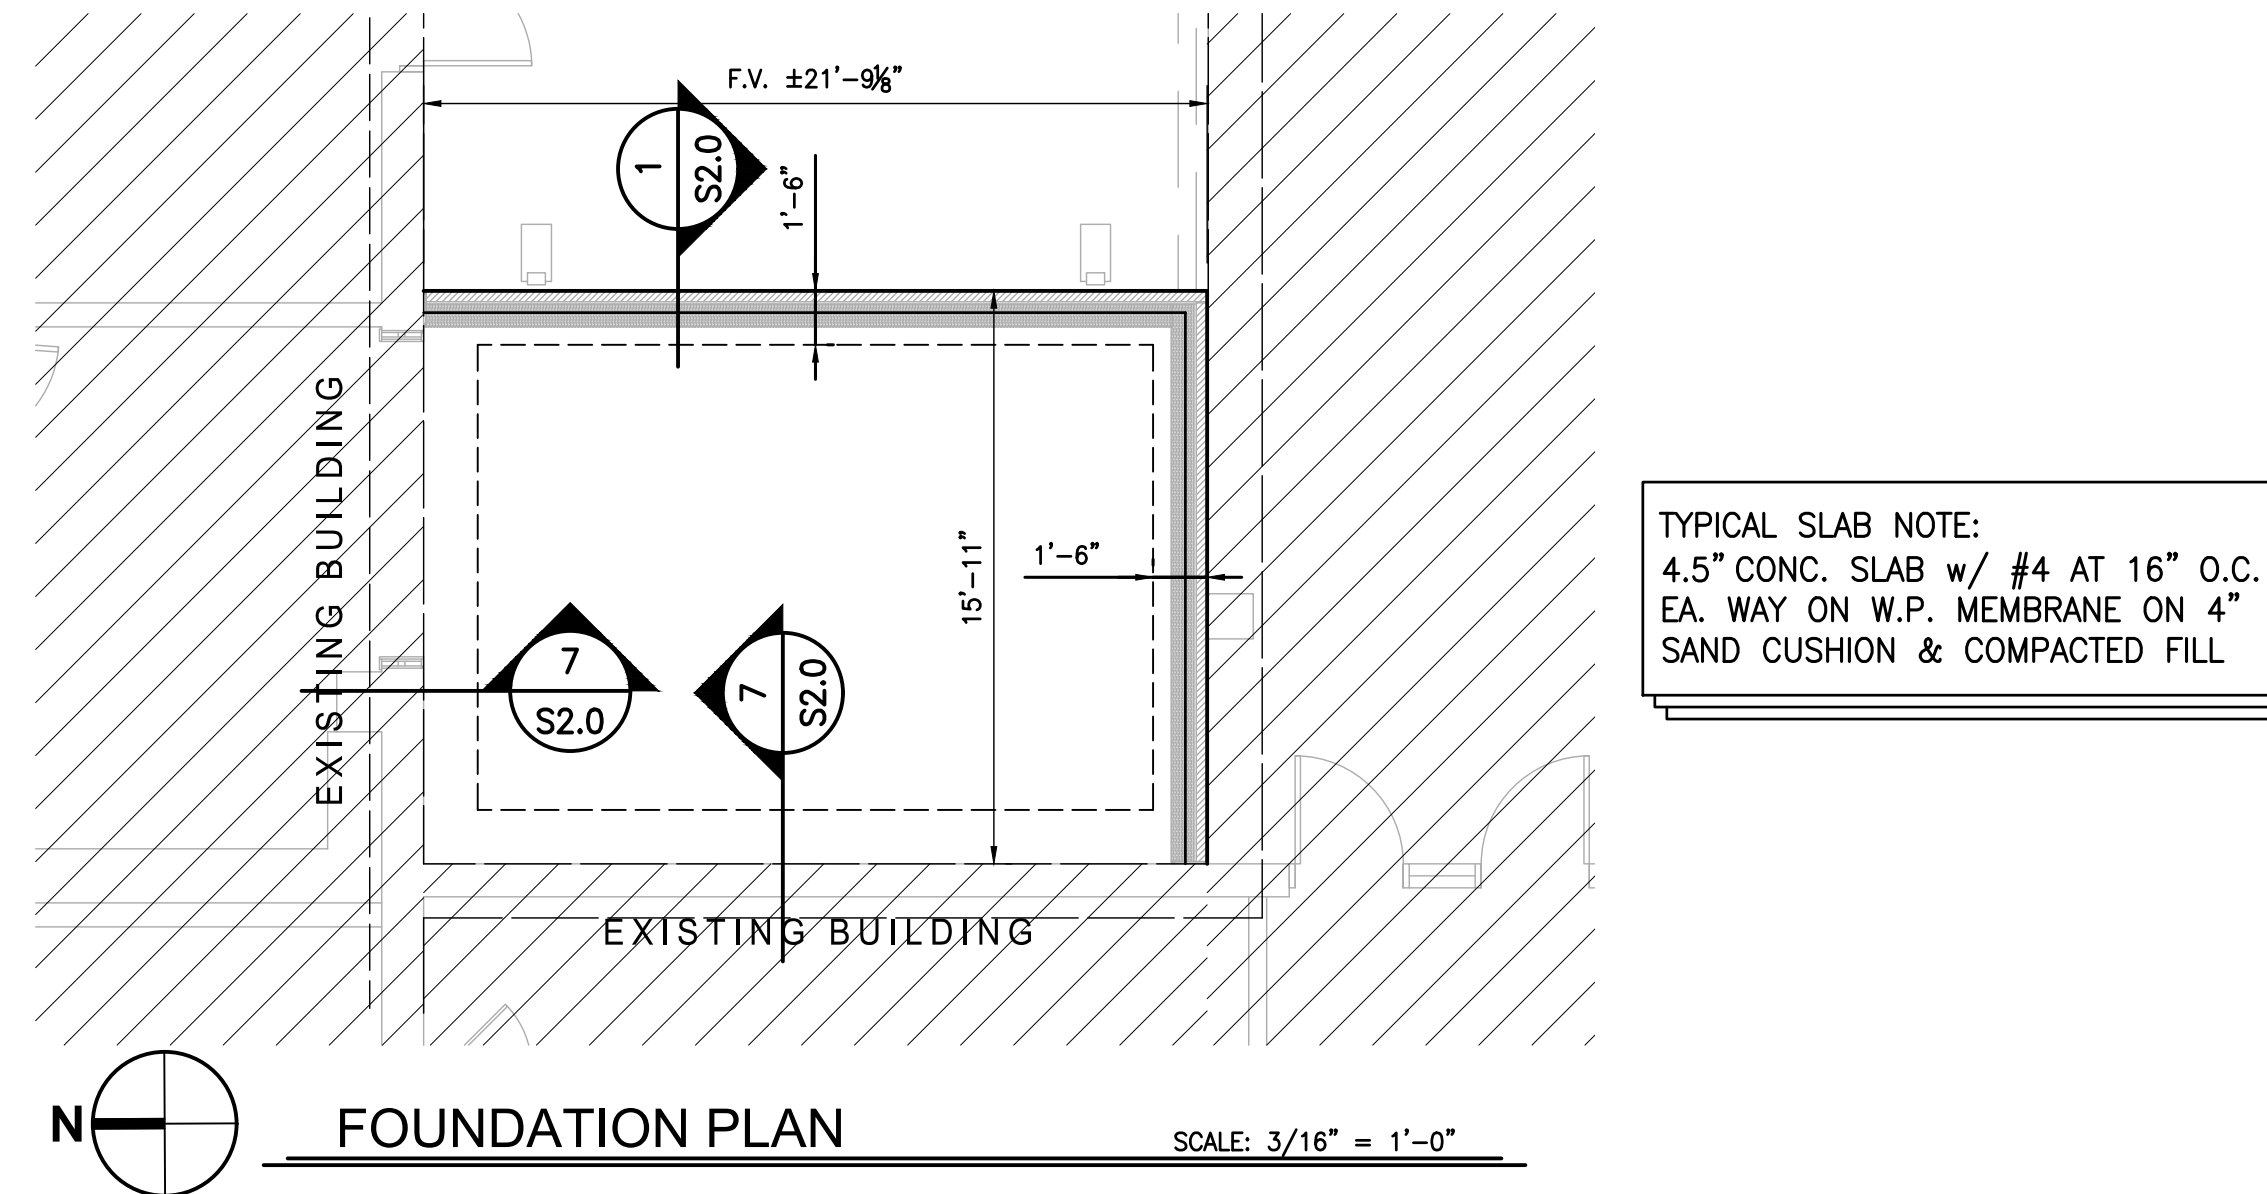 F.V. ±21'-9⅛"
1
S2.0
1'-6"
EXISTING BUILDING
15'-11"
1'-6"
7
S2.0
7
S2.0
EXISTING BUILDING
TYPICAL SLAB NOTE:
4.5" CONC. SLAB w/ #4 AT 16" O.C.
EA. WAY ON W.P. MEMBRANE ON 4"
SAND CUSHION & COMPACTED FILL
N
FOUNDATION PLAN
SCALE: 3/16" = 1'-0"